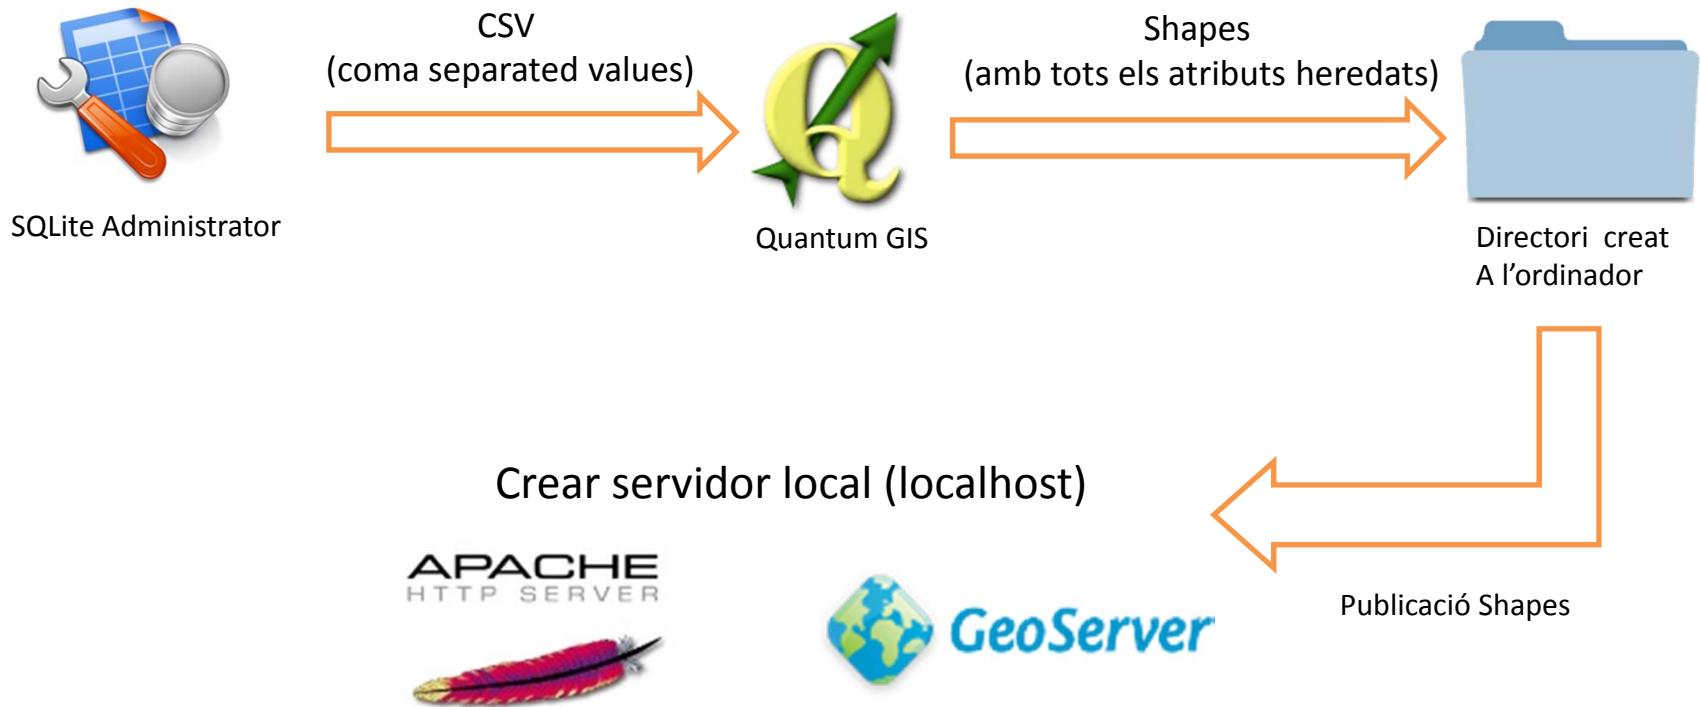 CSV
(coma separated values)
Shapes
(amb tots els atributs heredats)
SQLite Administrator
Quantum GIS
Directori creat
A l’ordinador
Crear servidor local (localhost)
APACHE
HTTP SERVER
GeoServer
Publicació Shapes